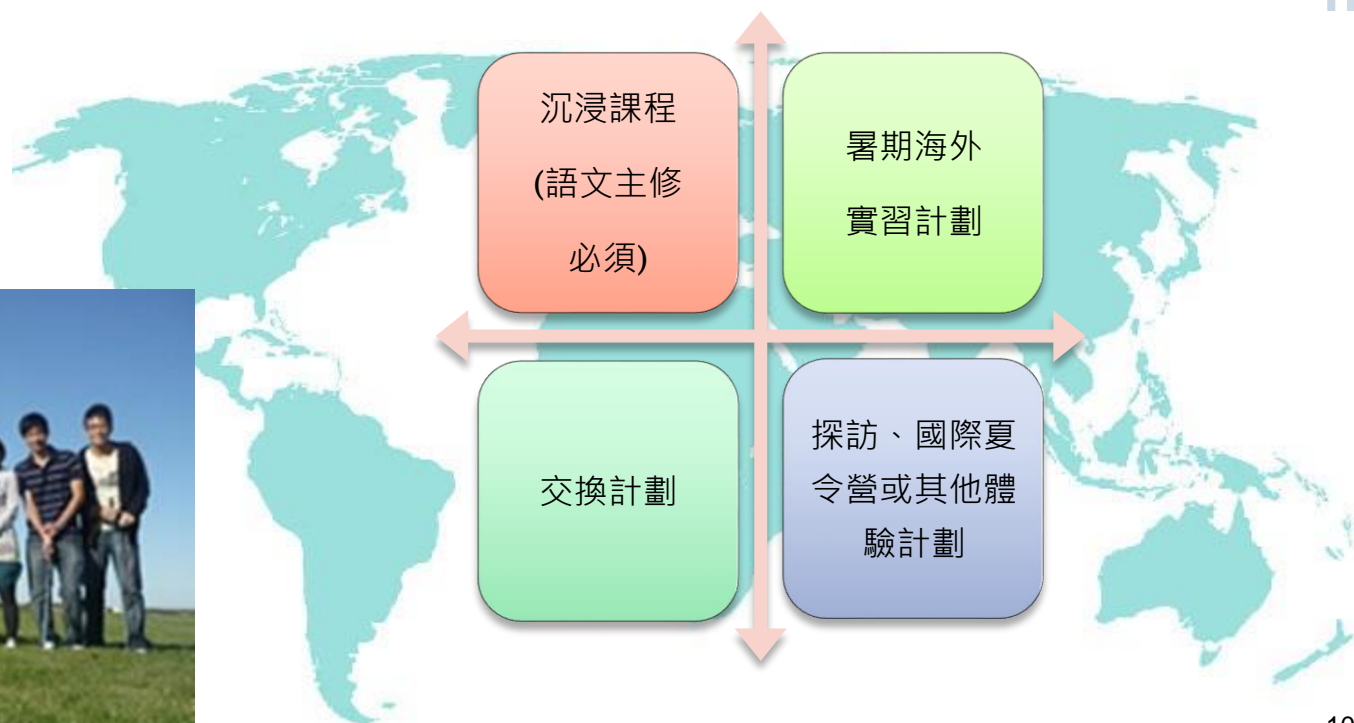 沉浸課程
(語文主修
必須)
暑期海外
實習計劃
交換計劃
探訪、國際夏
令營或其他體
驗計劃